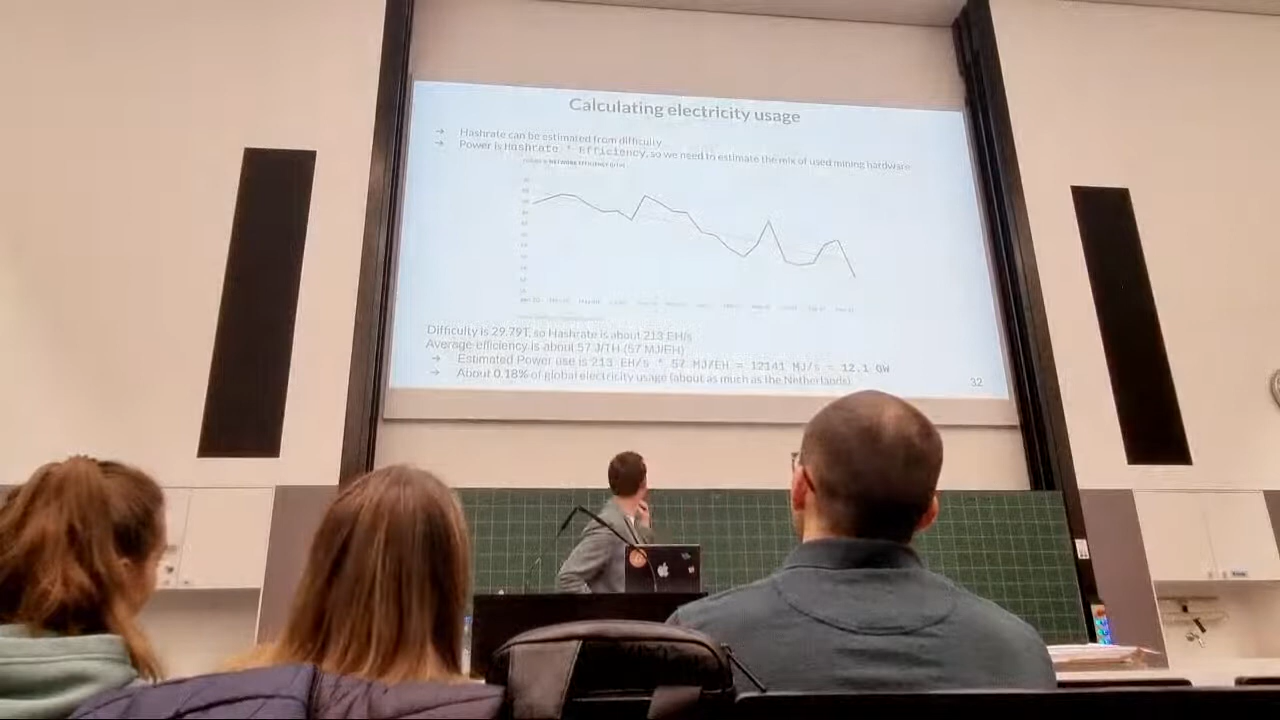 Calculating electricity usage
➔ Hashrate can be estimated from difficulty
➔ Power is Hashrate * Efficiency, so we need to estimate the mix of used mining hardware
NETWORK EFFICIENCY
Difficulty is 29.79T, so Hashrate is about 213 EH/s
Average efficiency is about 57 J/TH (57 MJ/EH)
➔ Estimated Power use is 213 EH/s * 57 MJ/EH = 12141 MJ/s = 12.1 GW
➔ About 0.18% of global electricity usage (about as much as the Netherlands)
32